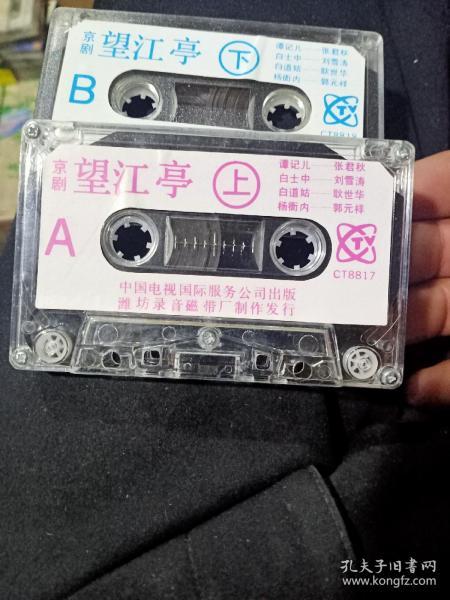 京剧 望江亭 下
谭记儿——张君秋
白士中——刘雪涛
白道姑——耿世华
杨衙内——郭元祥
B
TV
京剧 望江亭 上
谭记儿——张君秋
白士中——刘雪涛
白道姑——耿世华
杨衙内——郭元祥
A
TV
CT8817
中国电视国际服务公司出版
潍坊录音磁带厂制作发行
孔夫子旧书网
www.kongfz.com